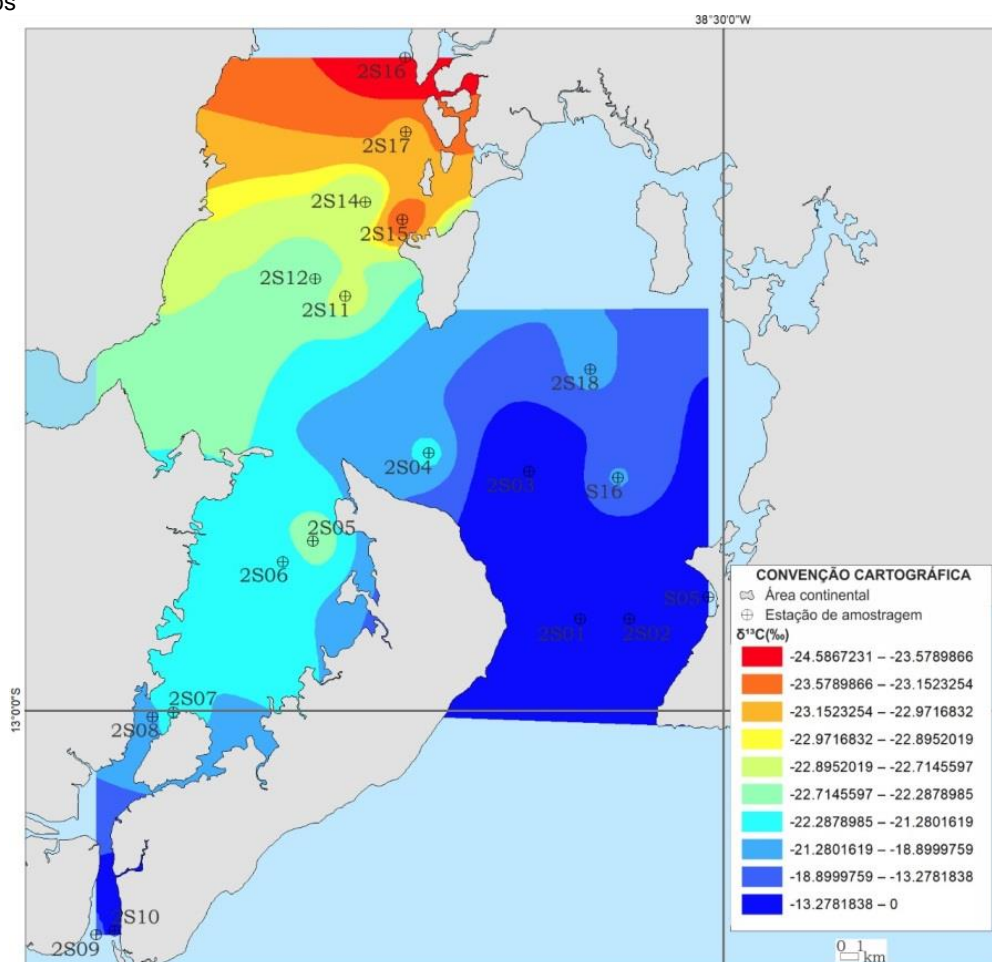 os
38°30'0"W
2S16
2S17
2S14
2S15
2S12
2S11
2S18
2S04
2S03
S16
2S05
2S06
CONVENÇÃO CARTOGRÁFICA
Área continental
S05
Estação de amostragem
2S01
2S02
δ¹³C(‰)
-24.5867231 – -23.5789866
-23.5789866 – -23.1523254
2S07
13°0'0"S
2S08
-23.1523254 – -22.9716832
-22.9716832 – -22.8952019
-22.8952019 – -22.7145597
-22.7145597 – -22.2878985
-22.2878985 – -21.2801619
-21.2801619 – -18.8999759
-18.8999759 – -13.2781838
-13.2781838 – 0
2S10
2S09
0 1
km